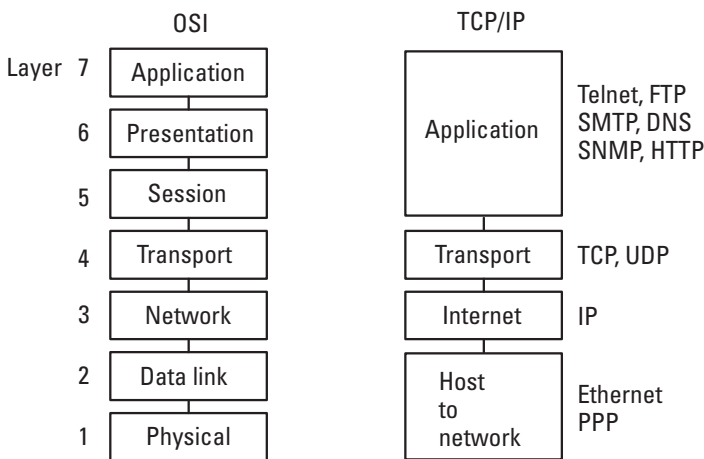 OSI TCP/IP
Layer 7 Application
6 Presentation
5 Session
4 Transport
3 Network
2 Data link
1 Physical
Application
Telnet, FTP
SMTP, DNS
SNMP, HTTP
Transport TCP, UDP
Internet IP
Host
to
network
Ethernet
PPP